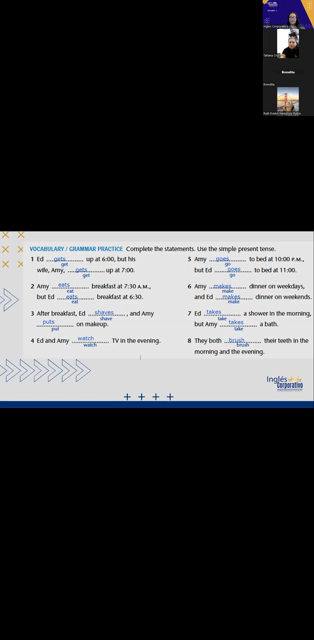 Brendita
Brendita
VOCABULARY / GRAMMAR PRACTICE Complete the statements. Use the simple present tense.
1 Ed gets up at 6:00, but his
get
wife, Amy, gets up at 7:00.
get
2 Amy eets breakfast at 7:30 A.M.,
eat
but Ed eats breakfast at 6:30.
eat
3 After breakfast, Ed shaves, and Amy
shave
puts on makeup.
put
4 Ed and Amy watch TV in the evening.
watch
5 Amy goes to bed at 10:00 P.M.,
go
but Ed goes to bed at 11:00.
go
6 Amy makes dinner on weekdays,
make
and Ed makes dinner on weekends.
make
7 Ed takes a shower in the morning,
take
but Amy takes a bath.
take
8 They both brush their teeth in the
brush
morning and the evening.
Inglés
Corporativo